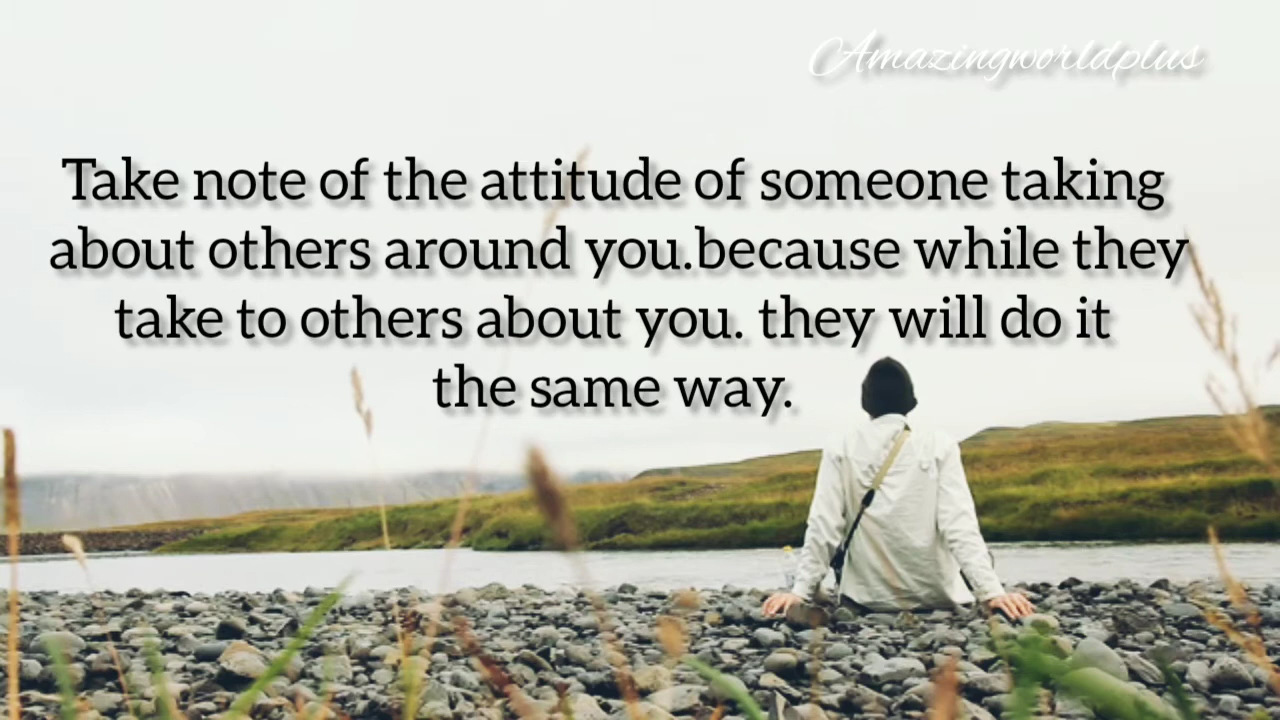 Amazingworldplus
Take note of the attitude of someone taking
about others around you.because while they
take to others about you. they will do it
the same way.